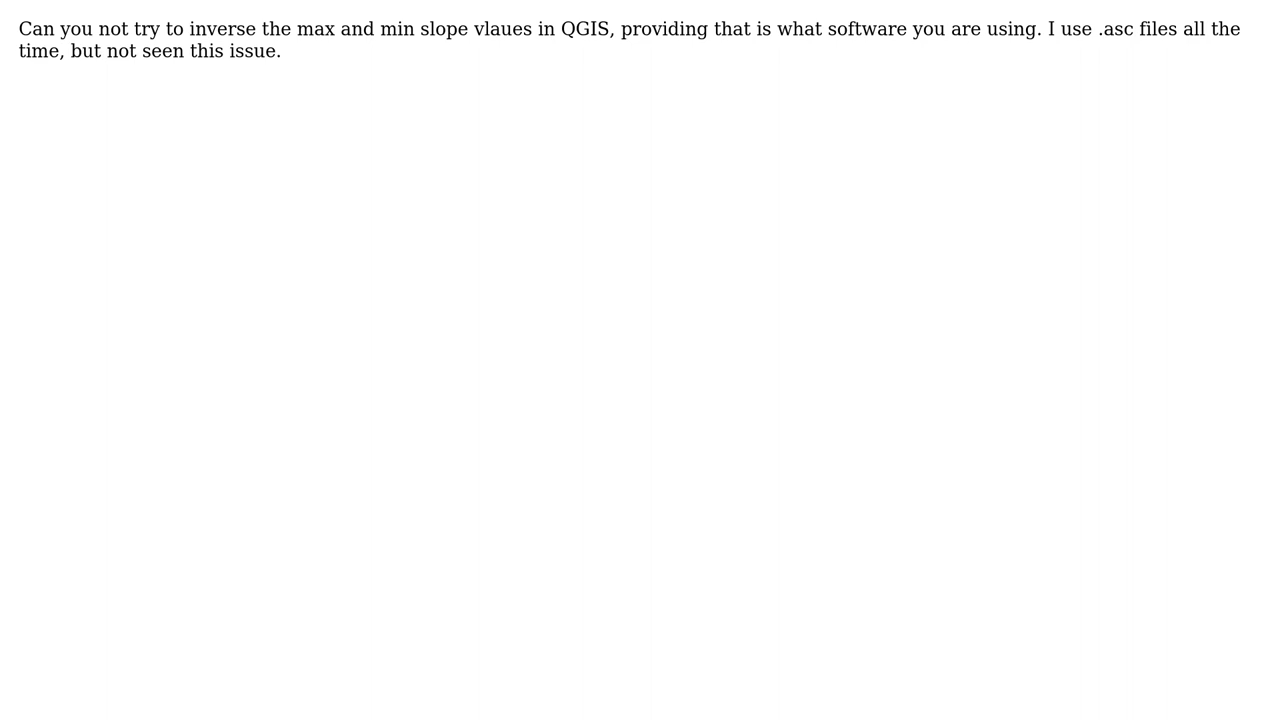 Can you not try to inverse the max and min slope vlaues in QGIS, providing that is what software you are using. I use .asc files all the
time, but not seen this issue.